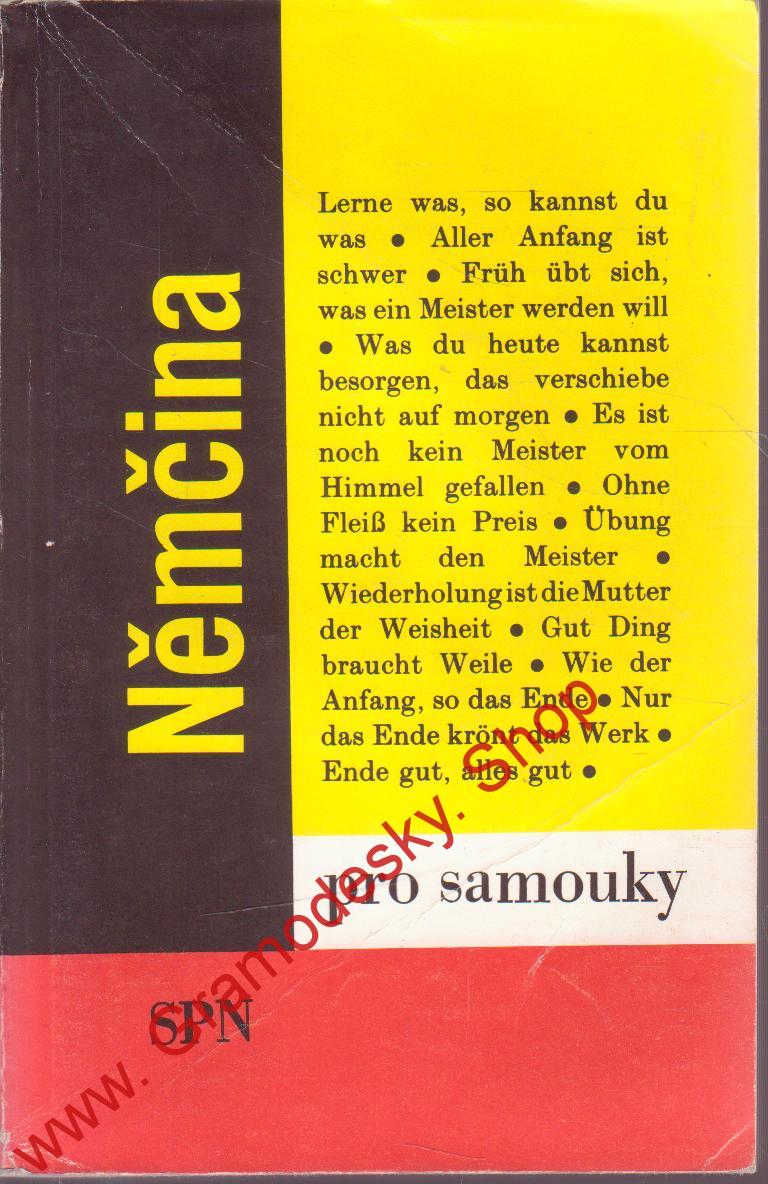 Němčina
Lerne was, so kannst du
was ● Aller Anfang ist
schwer ● Früh übt sich,
was ein Meister werden will
● Was du heute kannst
besorgen, das verschiebe
nicht auf morgen ● Es ist
noch kein Meister vom
Himmel gefallen ● Ohne
Fleiß kein Preis ● Übung
macht den Meister ●
Wiederholung ist die Mutter
der Weisheit ● Gut Ding
braucht Weile ● Wie der
Anfang, so das Ende ● Nur
das Ende krönt das Werk ●
Ende gut, alles gut ●
pro samouky
SPN
www. Gramodesky. Shop